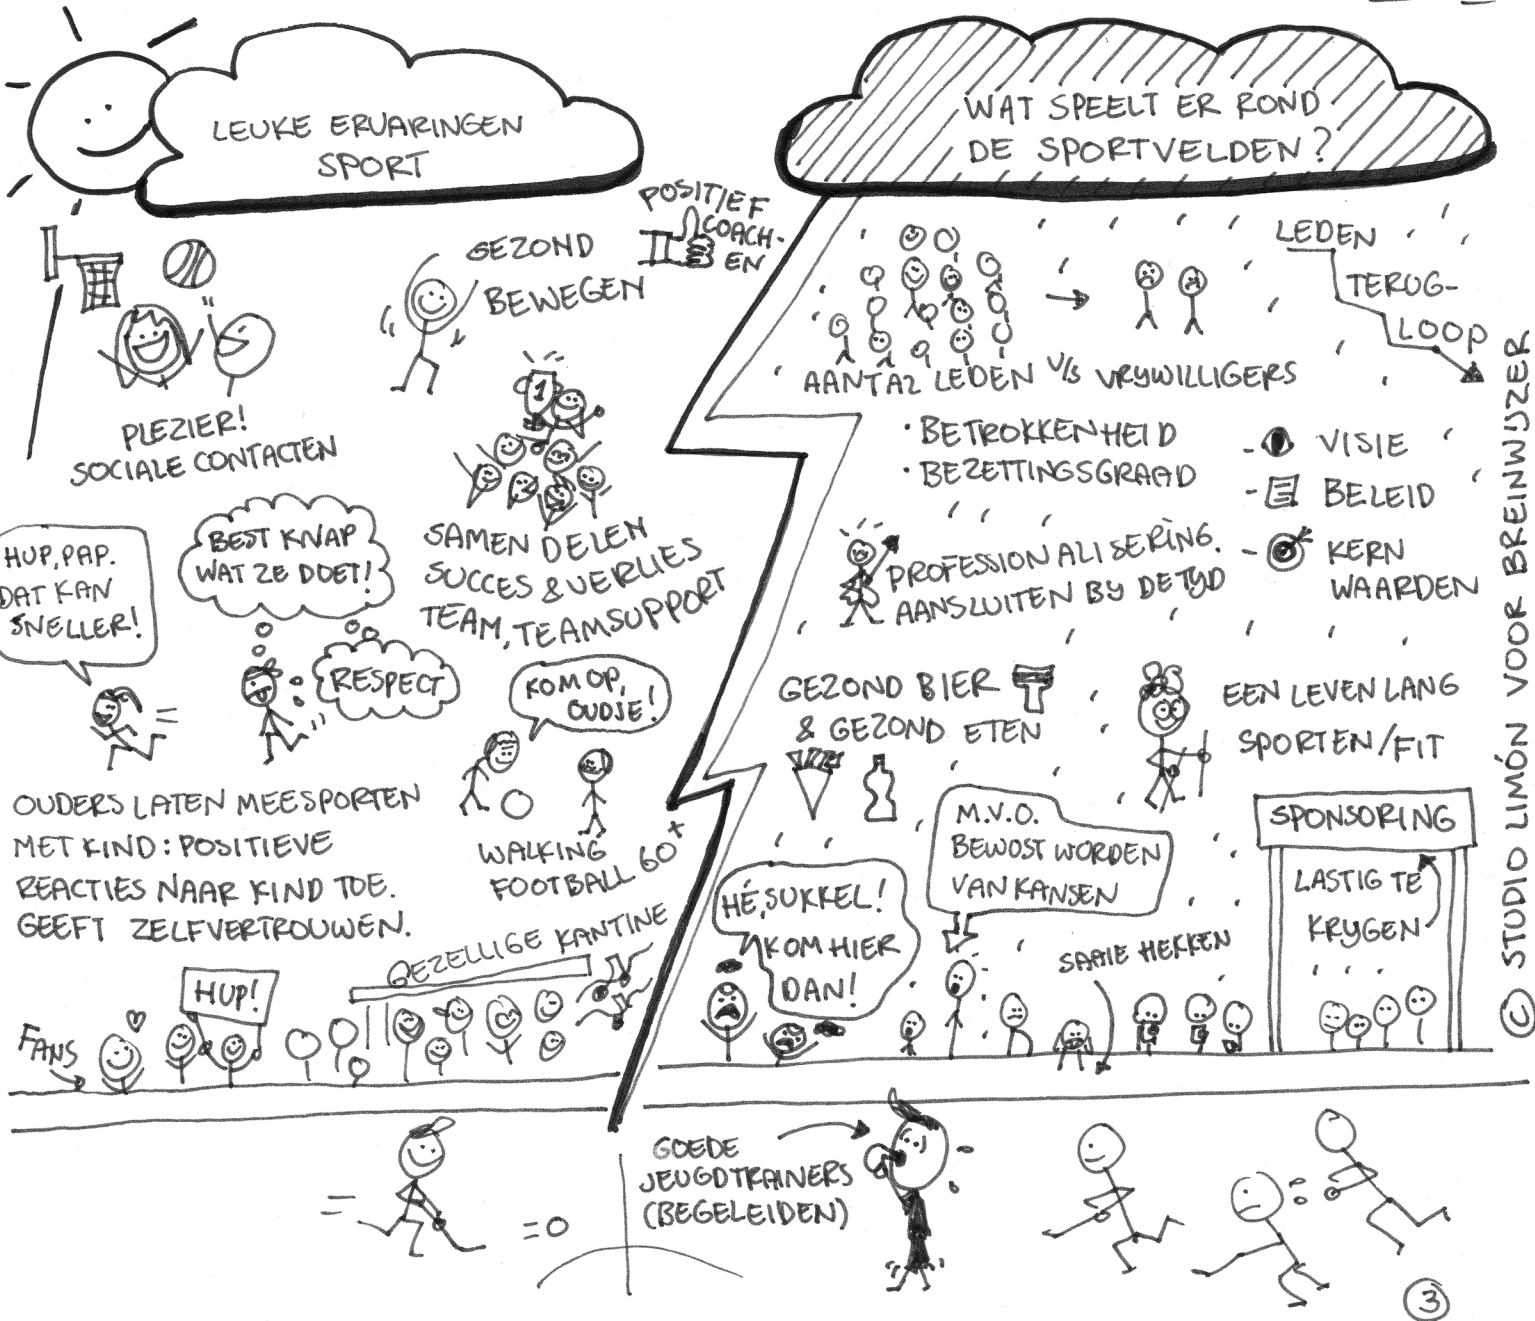 LEUKE ERVARINGEN
SPORT
POSITIEF
COACH-
EN
GEZOND
BEWEGEN
PLEZIER!
SOCIALE CONTACTEN
1
SAMEN DELEN
SUCCES & VERLIES
TEAM, TEAMSUPPORT
HUP, PAP.
DAT KAN
SNELLER!
BEST KNAP
WAT ZE DOET!
RESPECT
KOM OP,
OUDJE!
OUDERS LATEN MEESPORTEN
MET KIND: POSITIEVE
REACTIES NAAR KIND TOE.
GEEFT ZELFVERTROUWEN.
WALKING
FOOTBALL 60+
GEZELLIGE KANTINE
HUP!
FANS
WAT SPEELT ER ROND
DE SPORTVELDEN?
LEDEN
TERUG-
LOOP
AANTAL LEDEN V/S VRYWILLIGERS
• BETROKKENHEID
• BEZETTINGSGRAAD
- VISIE
- BELEID
- KERN
WAARDEN
PROFESSIONALISERING.
AANSLUITEN BY DE TYD
GEZOND BIER
& GEZOND ETEN
EEN LEVEN LANG
SPORTEN/FIT
M.V.O.
BEWUST WORDEN
VAN KANSEN
SPONSORING
LASTIG TE
KRYGEN
HÉ, SUKKEL!
KOM HIER
DAN!
SAAIE HEKKEN
GOEDE
JEUGDTRAINERS
(BEGELEIDEN)
© STUDIO LIMÓN VOOR BREINWIJZER
3